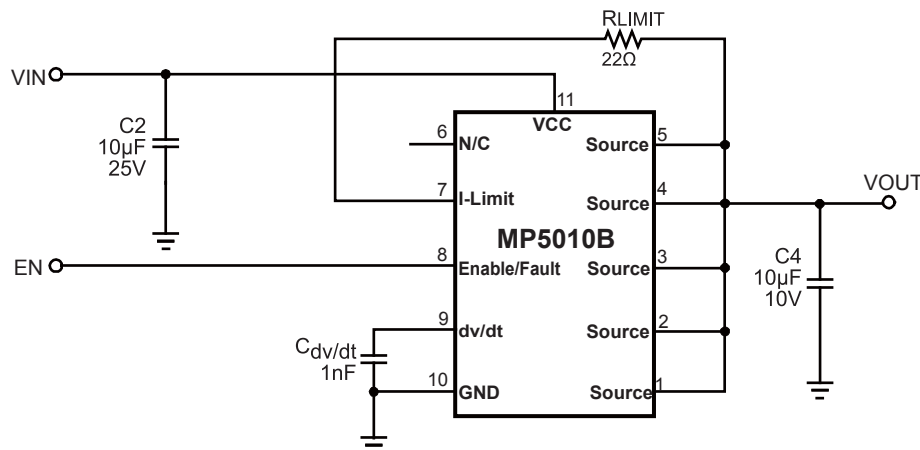 RLIMIT
22Ω
VIN
C2
10µF
25V
11
VCC
6
N/C
Source
5
7
I-Limit
Source
4
VOUT
MP5010B
EN
8
Enable/Fault
Source
3
C4
10µF
10V
9
dv/dt
Source
2
Cdv/dt
1nF
10
GND
Source
1